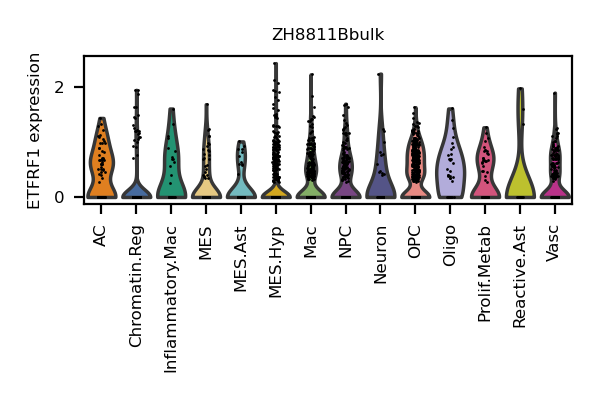 ZH8811Bbulk
ETFRF1 expression
2
0
AC
Chromatin.Reg
Inflammatory.Mac
MES
MES.Ast
MES.Hyp
Mac
NPC
Neuron
OPC
Oligo
Prolif.Metab
Reactive.Ast
Vasc